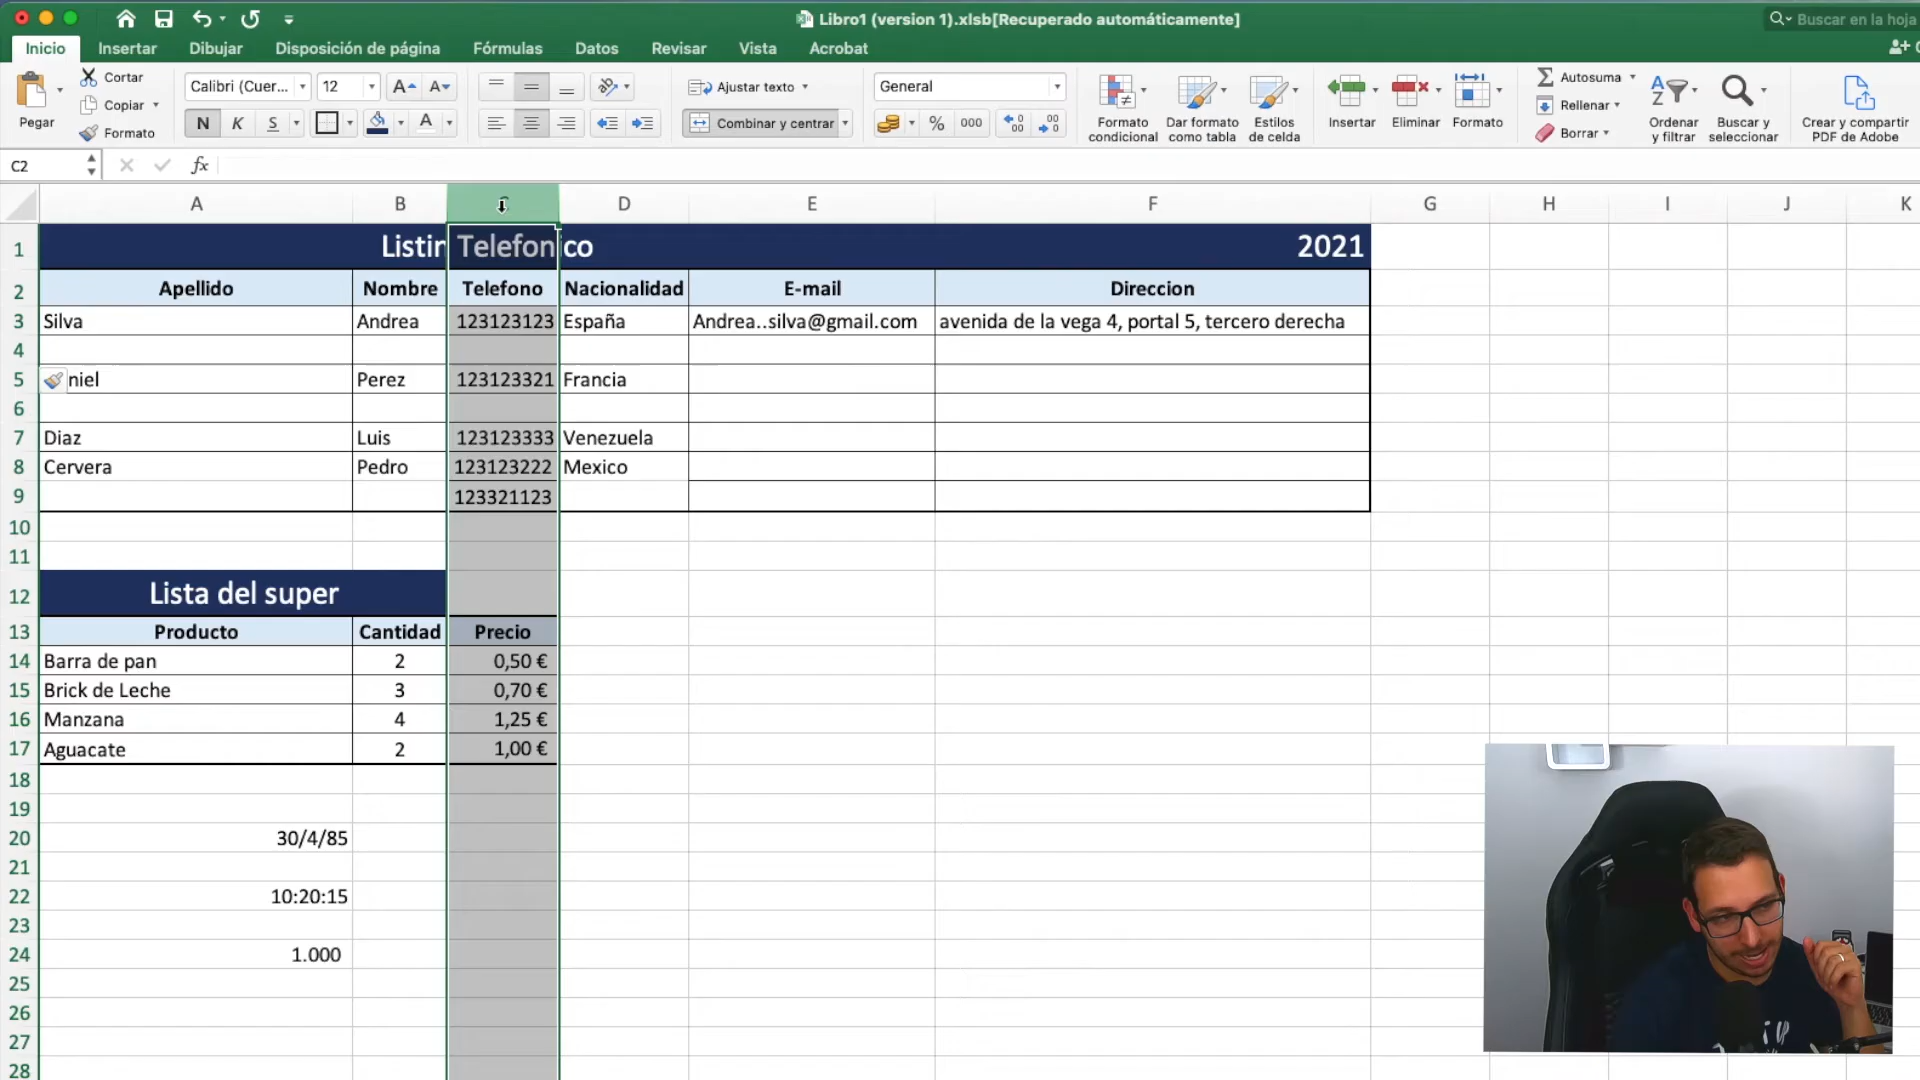 Libro1 (version 1).xlsb[Recuperado automáticamente]
Buscar en la hoja
Inicio Insertar Dibujar Disposición de página Fórmulas Datos Revisar Vista Acrobat
Pegar
Cortar
Copiar
Formato
Calibri (Cuer... 12
N K S
Ajustar texto
Combinar y centrar
General
% 000
Formato condicional
Dar formato como tabla
Estilos de celda
Insertar
Eliminar
Formato
Autosuma
Rellenar
Borrar
Ordenar y filtrar
Buscar y seleccionar
Crear y compartir PDF de Adobe
C2 fx
A B C D E F G H I J K
1 Listin Telefonico 2021
2 Apellido Nombre Telefono Nacionalidad E-mail Direccion
3 Silva Andrea 123123123 España Andrea..silva@gmail.com avenida de la vega 4, portal 5, tercero derecha
4
5 niel Perez 123123321 Francia
6
7 Diaz Luis 123123333 Venezuela
8 Cervera Pedro 123123222 Mexico
9 123321123
10
11
12 Lista del super
13 Producto Cantidad Precio
14 Barra de pan 2 0,50 €
15 Brick de Leche 3 0,70 €
16 Manzana 4 1,25 €
17 Aguacate 2 1,00 €
18
19
20 30/4/85
21
22 10:20:15
23
24 1.000
25
26
27
28